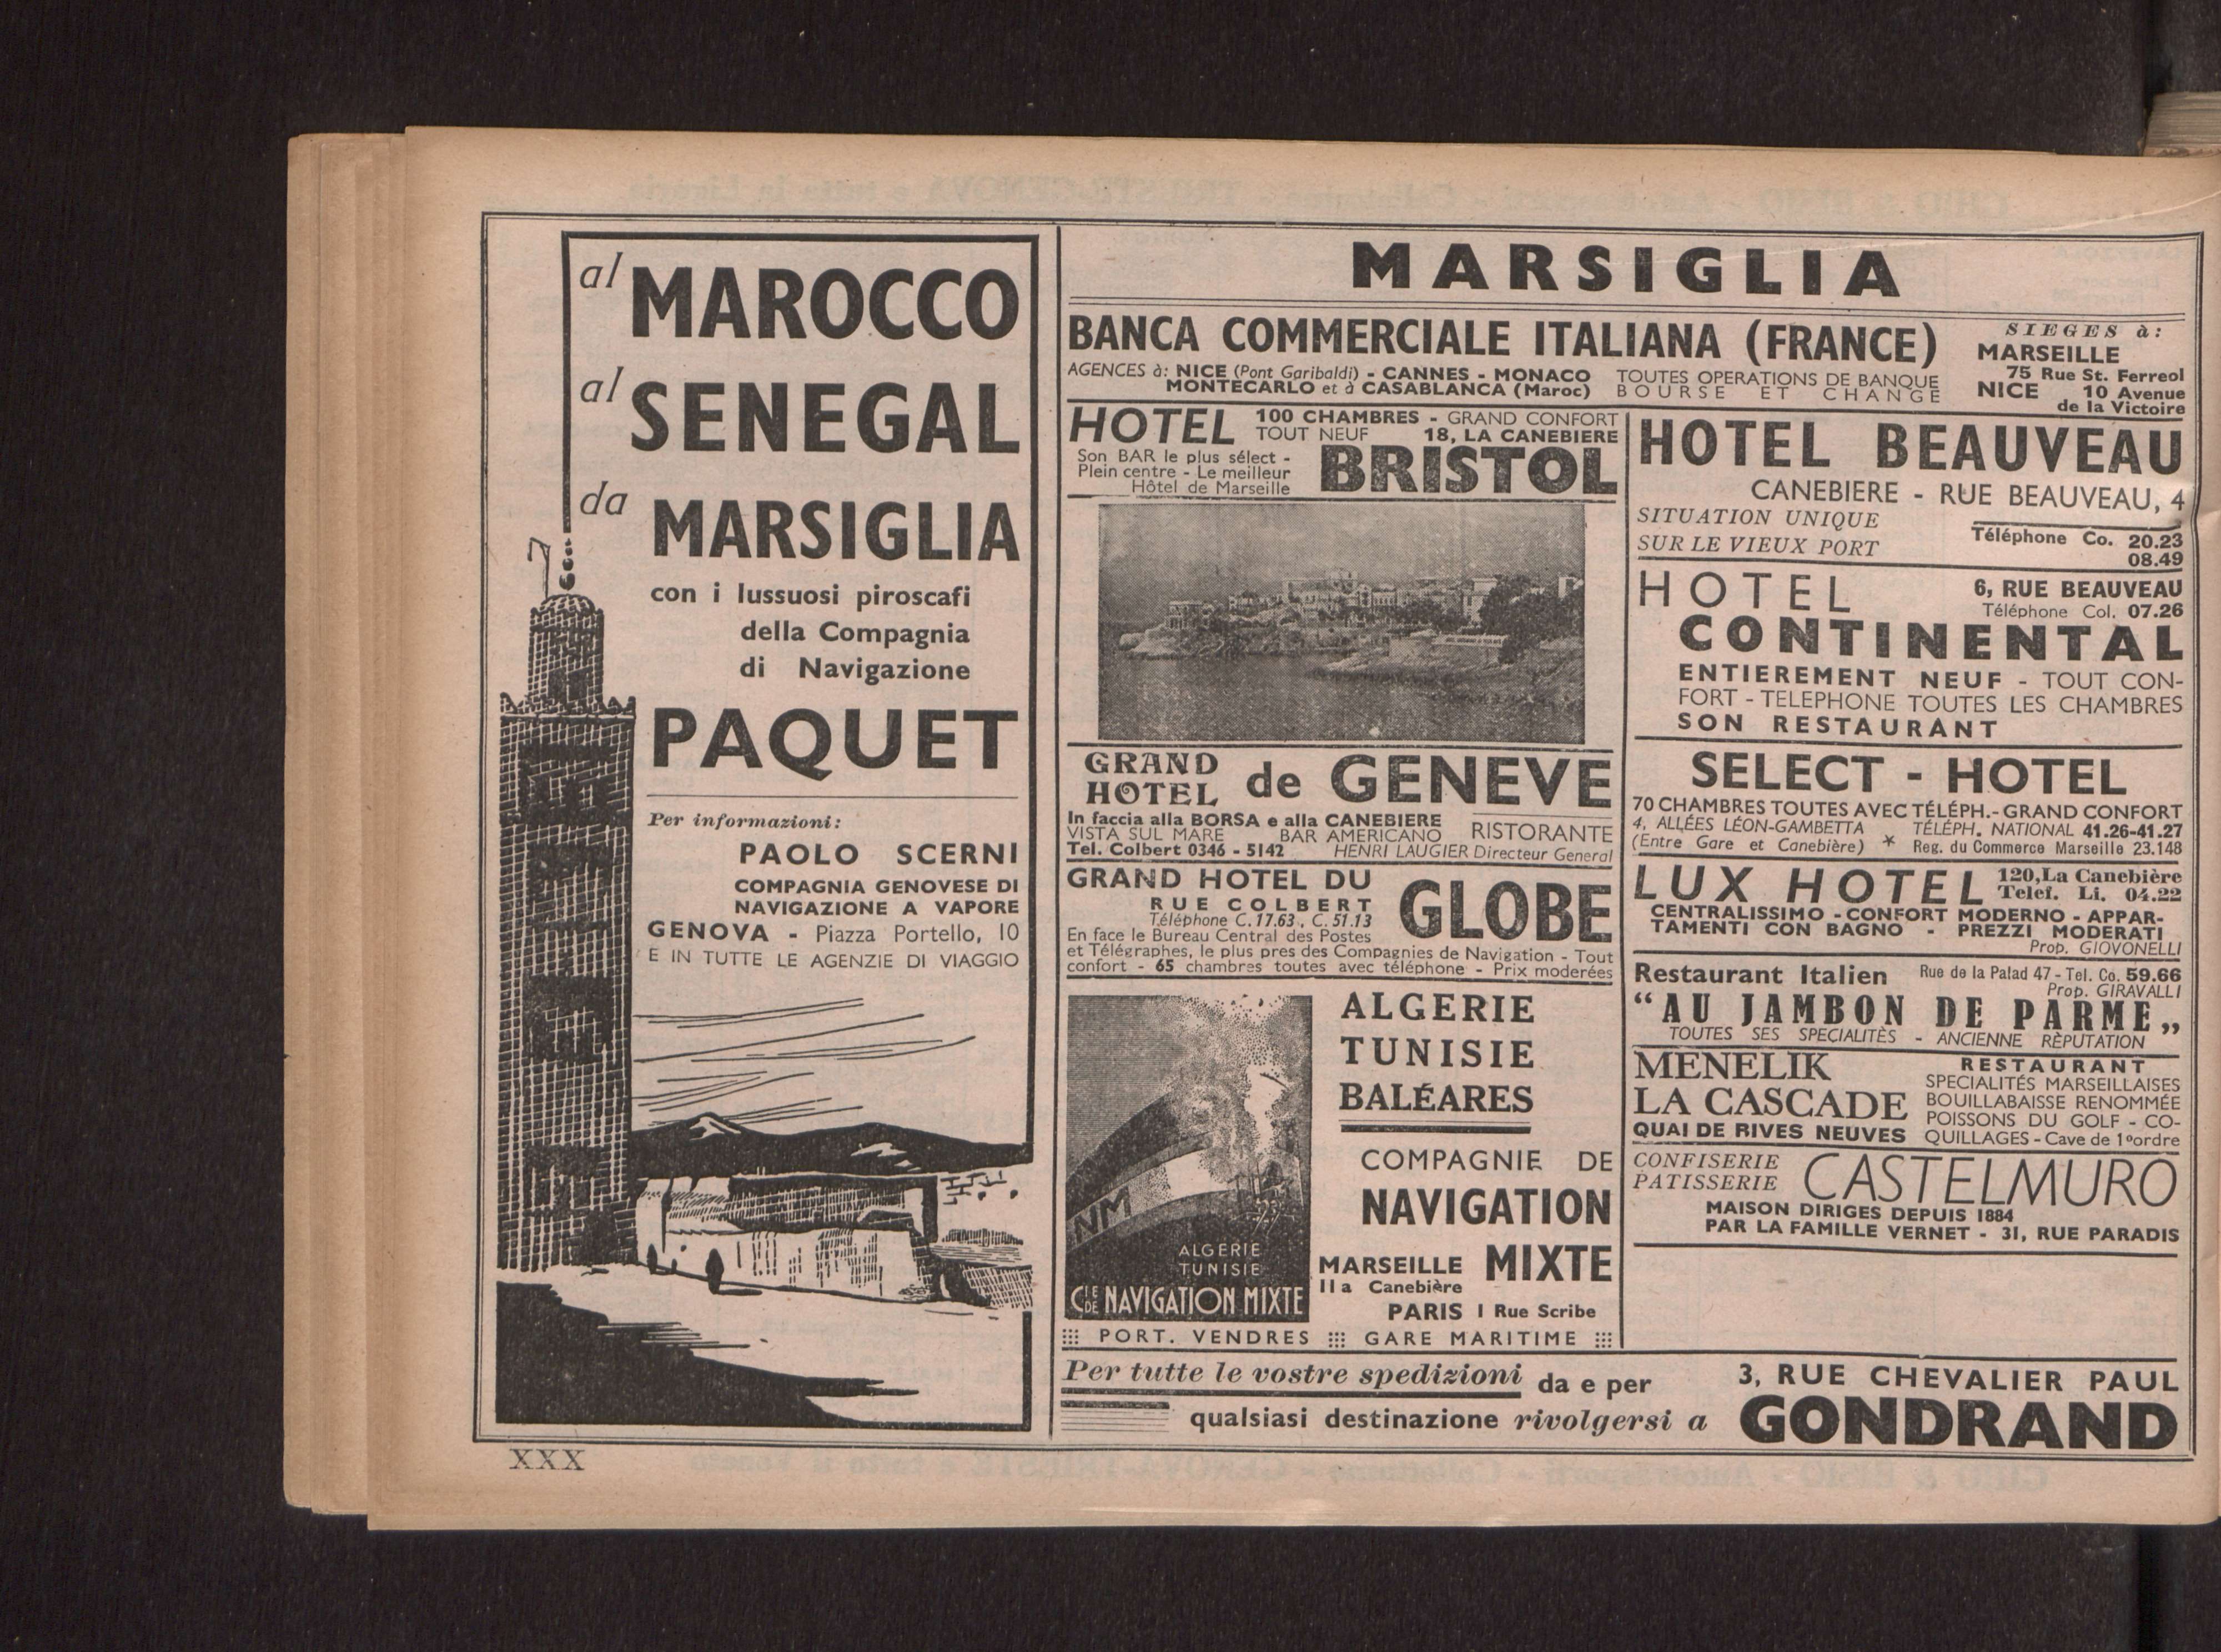 al MAROCCO
al SENEGAL
da MARSIGLIA
con i lussuosi piroscafi
della Compagnia
di Navigazione
PAQUET
Per informazioni:
PAOLO SCERNI
COMPAGNIA GENOVESE DI
NAVIGAZIONE A VAPORE
GENOVA - Piazza Portello, 10
E IN TUTTE LE AGENZIE DI VIAGGIO
MARSIGLIA
BANCA COMMERCIALE ITALIANA (FRANCE)
AGENCES à: NICE (Pont Garibaldi) - CANNES - MONACO
MONTECARLO et à CASABLANCA (Maroc)
TOUTES OPERATIONS DE BANQUE
BOURSE ET CHANGE
SIEGES à:
MARSEILLE
75 Rue St. Ferreol
NICE 10 Avenue
de la Victoire
HOTEL
100 CHAMBRES - GRAND CONFORT
TOUT NEUF 18, LA CANEBIERE
Son BAR le plus sélect -
Plein centre - Le meilleur
Hôtel de Marseille
BRISTOL
GRAND
HOTEL
de GENEVE
In faccia alla BORSA e alla CANEBIERE
VISTA SUL MARE BAR AMERICANO RISTORANTE
Tel. Colbert 0346 - 5142 HENRI LAUGIER Directeur General
GRAND HOTEL DU
GLOBE
RUE COLBERT
Téléphone C. 17.63., C. 51.13
En face le Bureau Central des Postes
et Télégraphes, le plus pres des Compagnies de Navigation - Tout
confort - 65 chambres toutes avec téléphone - Prix moderées
NM
ALGERIE
TUNISIE
CIE DE NAVIGATION MIXTE
ALGERIE
TUNISIE
BALÉARES
COMPAGNIE DE
NAVIGATION
MIXTE
MARSEILLE
11a Canebière
PARIS 1 Rue Scribe
PORT. VENDRES GARE MARITIME
HOTEL BEAUVEAU
CANEBIERE - RUE BEAUVEAU, 4
SITUATION UNIQUE
SUR LE VIEUX PORT
Téléphone Co. 20.23
08.49
HOTEL
6, RUE BEAUVEAU
Téléphone Col. 07.26
CONTINENTAL
ENTIEREMENT NEUF - TOUT CON-
FORT - TELEPHONE TOUTES LES CHAMBRES
SON RESTAURANT
SELECT - HOTEL
70 CHAMBRES TOUTES AVEC TÉLÉPH.- GRAND CONFORT
4, ALLÉES LÉON-GAMBETTA TÉLÉPH. NATIONAL 41.26-41.27
(Entre Gare et Canebière) * Reg. du Commerce Marseille 23.148
LUX HOTEL
120, La Canebière
Telef. Li. 04.22
CENTRALISSIMO - CONFORT MODERNO - APPAR-
TAMENTI CON BAGNO - PREZZI MODERATI
Prop. GIOVONELLI
Restaurant Italien Rue de la Palad 47 - Tel. Co. 59.66
Prop. GIRAVALLI
“AU JAMBON DE PARME„
TOUTES SES SPECIALITÈS - ANCIENNE RÈPUTATION
MENELIK
LA CASCADE
QUAI DE RIVES NEUVES
RESTAURANT
SPECIALITÉS MARSEILLAISES
BOUILLABAISSE RENOMMÉE
POISSONS DU GOLF - CO-
QUILLAGES - Cave de 1º ordre
CONFISERIE
PATISSERIE
CASTELMURO
MAISON DIRIGES DEPUIS 1884
PAR LA FAMILLE VERNET - 31, RUE PARADIS
Per tutte le vostre spedizioni da e per
qualsiasi destinazione rivolgersi a
3, RUE CHEVALIER PAUL
GONDRAND
XXX